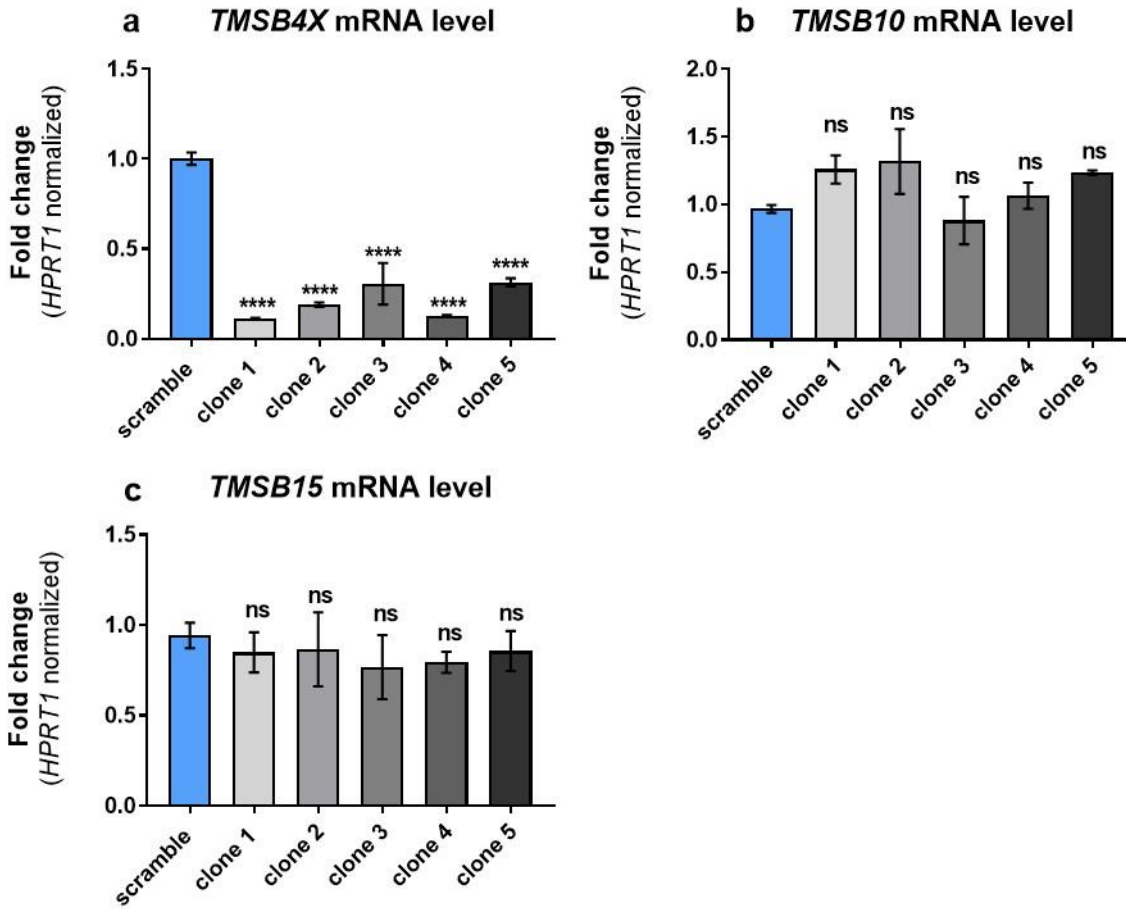 a TMSB4X mRNA level
Fold change
(HPRT1 normalized)
1.5
1.0
0.5
0.0
****
****
****
****
****
scramble
clone 1
clone 2
clone 3
clone 4
clone 5
b TMSB10 mRNA level
Fold change
(HPRT1 normalized)
2.0
1.5
1.0
0.5
0.0
ns
ns
ns
ns
ns
scramble
clone 1
clone 2
clone 3
clone 4
clone 5
c TMSB15 mRNA level
Fold change
(HPRT1 normalized)
1.5
1.0
0.5
0.0
ns
ns
ns
ns
ns
scramble
clone 1
clone 2
clone 3
clone 4
clone 5